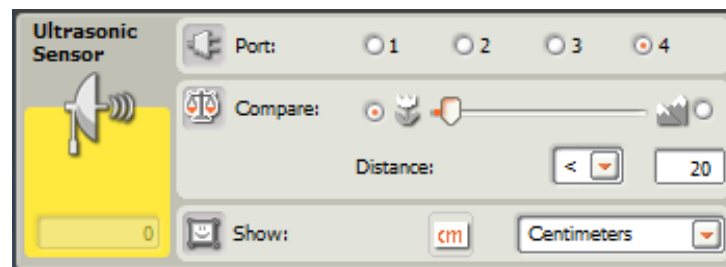 Ultrasonic
Sensor
Port: 1 2 3 4
Compare:
Distance: < 20
0
Show: cm Centimeters